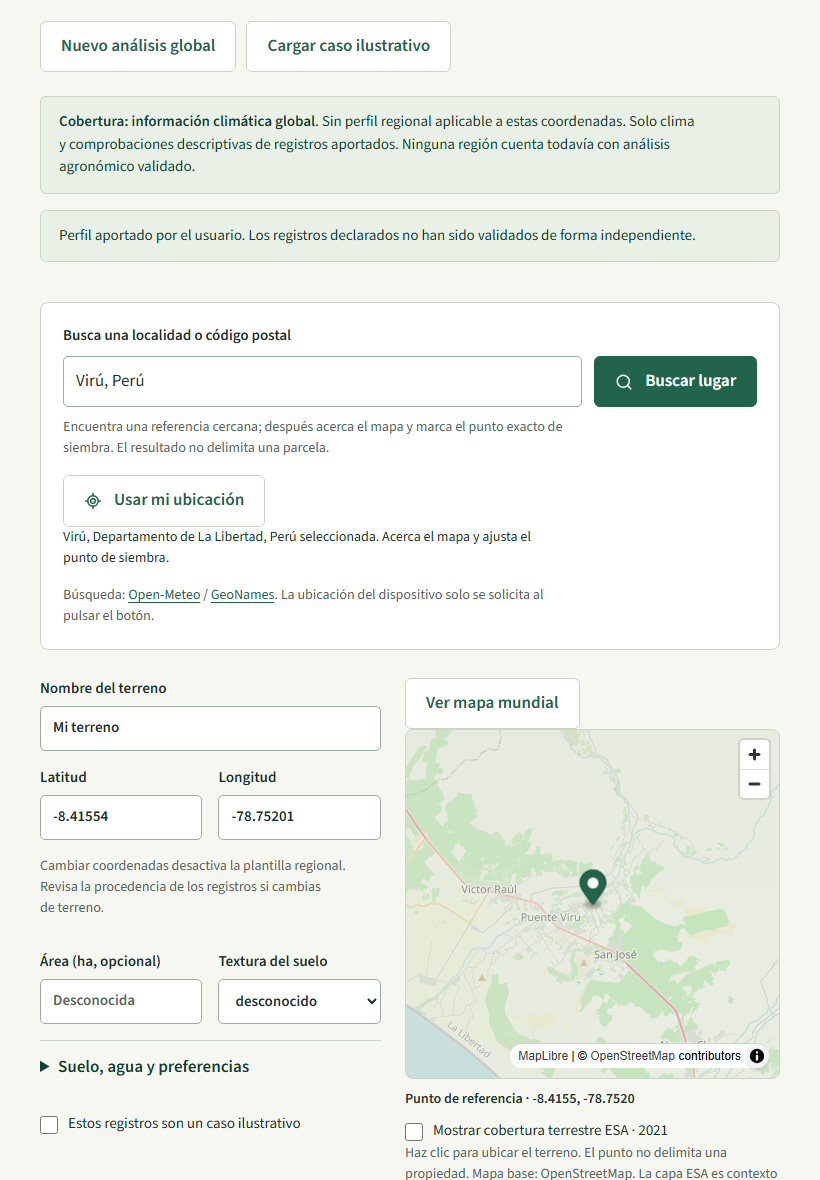 Nuevo análisis global
Cargar caso ilustrativo
Cobertura: información climática global. Sin perfil regional aplicable a estas coordenadas. Solo clima
y comprobaciones descriptivas de registros aportados. Ninguna región cuenta todavía con análisis
agronómico validado.
Perfil aportado por el usuario. Los registros declarados no han sido validados de forma independiente.
Busca una localidad o código postal
Virú, Perú
Buscar lugar
Encuentra una referencia cercana; después acerca el mapa y marca el punto exacto de
siembra. El resultado no delimita una parcela.
Usar mi ubicación
Virú, Departamento de La Libertad, Perú seleccionada. Acerca el mapa y ajusta el
punto de siembra.
Búsqueda: Open-Meteo / GeoNames. La ubicación del dispositivo solo se solicita al
pulsar el botón.
Nombre del terreno
Mi terreno
Latitud
Longitud
-8.41554
-78.75201
Cambiar coordenadas desactiva la plantilla regional.
Revisa la procedencia de los registros si cambias
de terreno.
Área (ha, opcional)
Textura del suelo
Desconocida
desconocido
Suelo, agua y preferencias
Estos registros son un caso ilustrativo
Ver mapa mundial
+
−
Víctor Raúl
Puente Virú
San José
La Libertad
MapLibre | © OpenStreetMap contributors
Punto de referencia · -8.4155, -78.7520
Mostrar cobertura terrestre ESA · 2021
Haz clic para ubicar el terreno. El punto no delimita una
propiedad. Mapa base: OpenStreetMap. La capa ESA es contexto